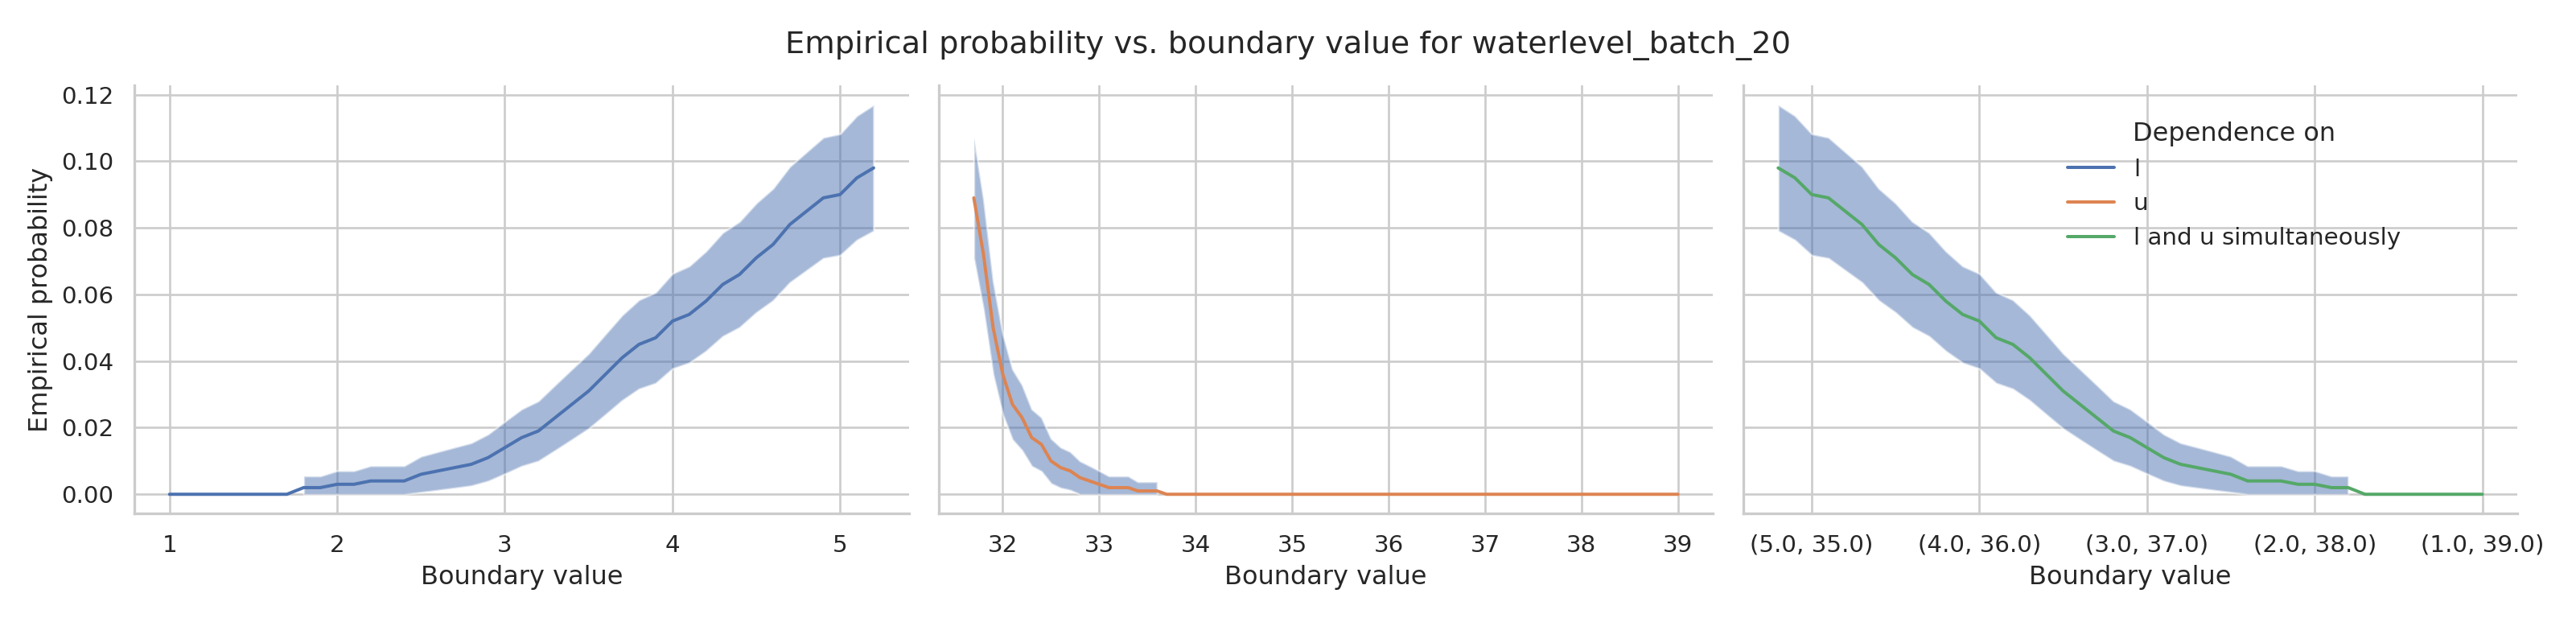 Empirical probability vs. boundary value for waterlevel_batch_20
Empirical probability
0.12
0.10
0.08
0.06
0.04
0.02
0.00
1 2 3 4 5
Boundary value
32 33 34 35 36 37 38 39
Boundary value
Dependence on
l
u
l and u simultaneously
(5.0, 35.0) (4.0, 36.0) (3.0, 37.0) (2.0, 38.0) (1.0, 39.0)
Boundary value